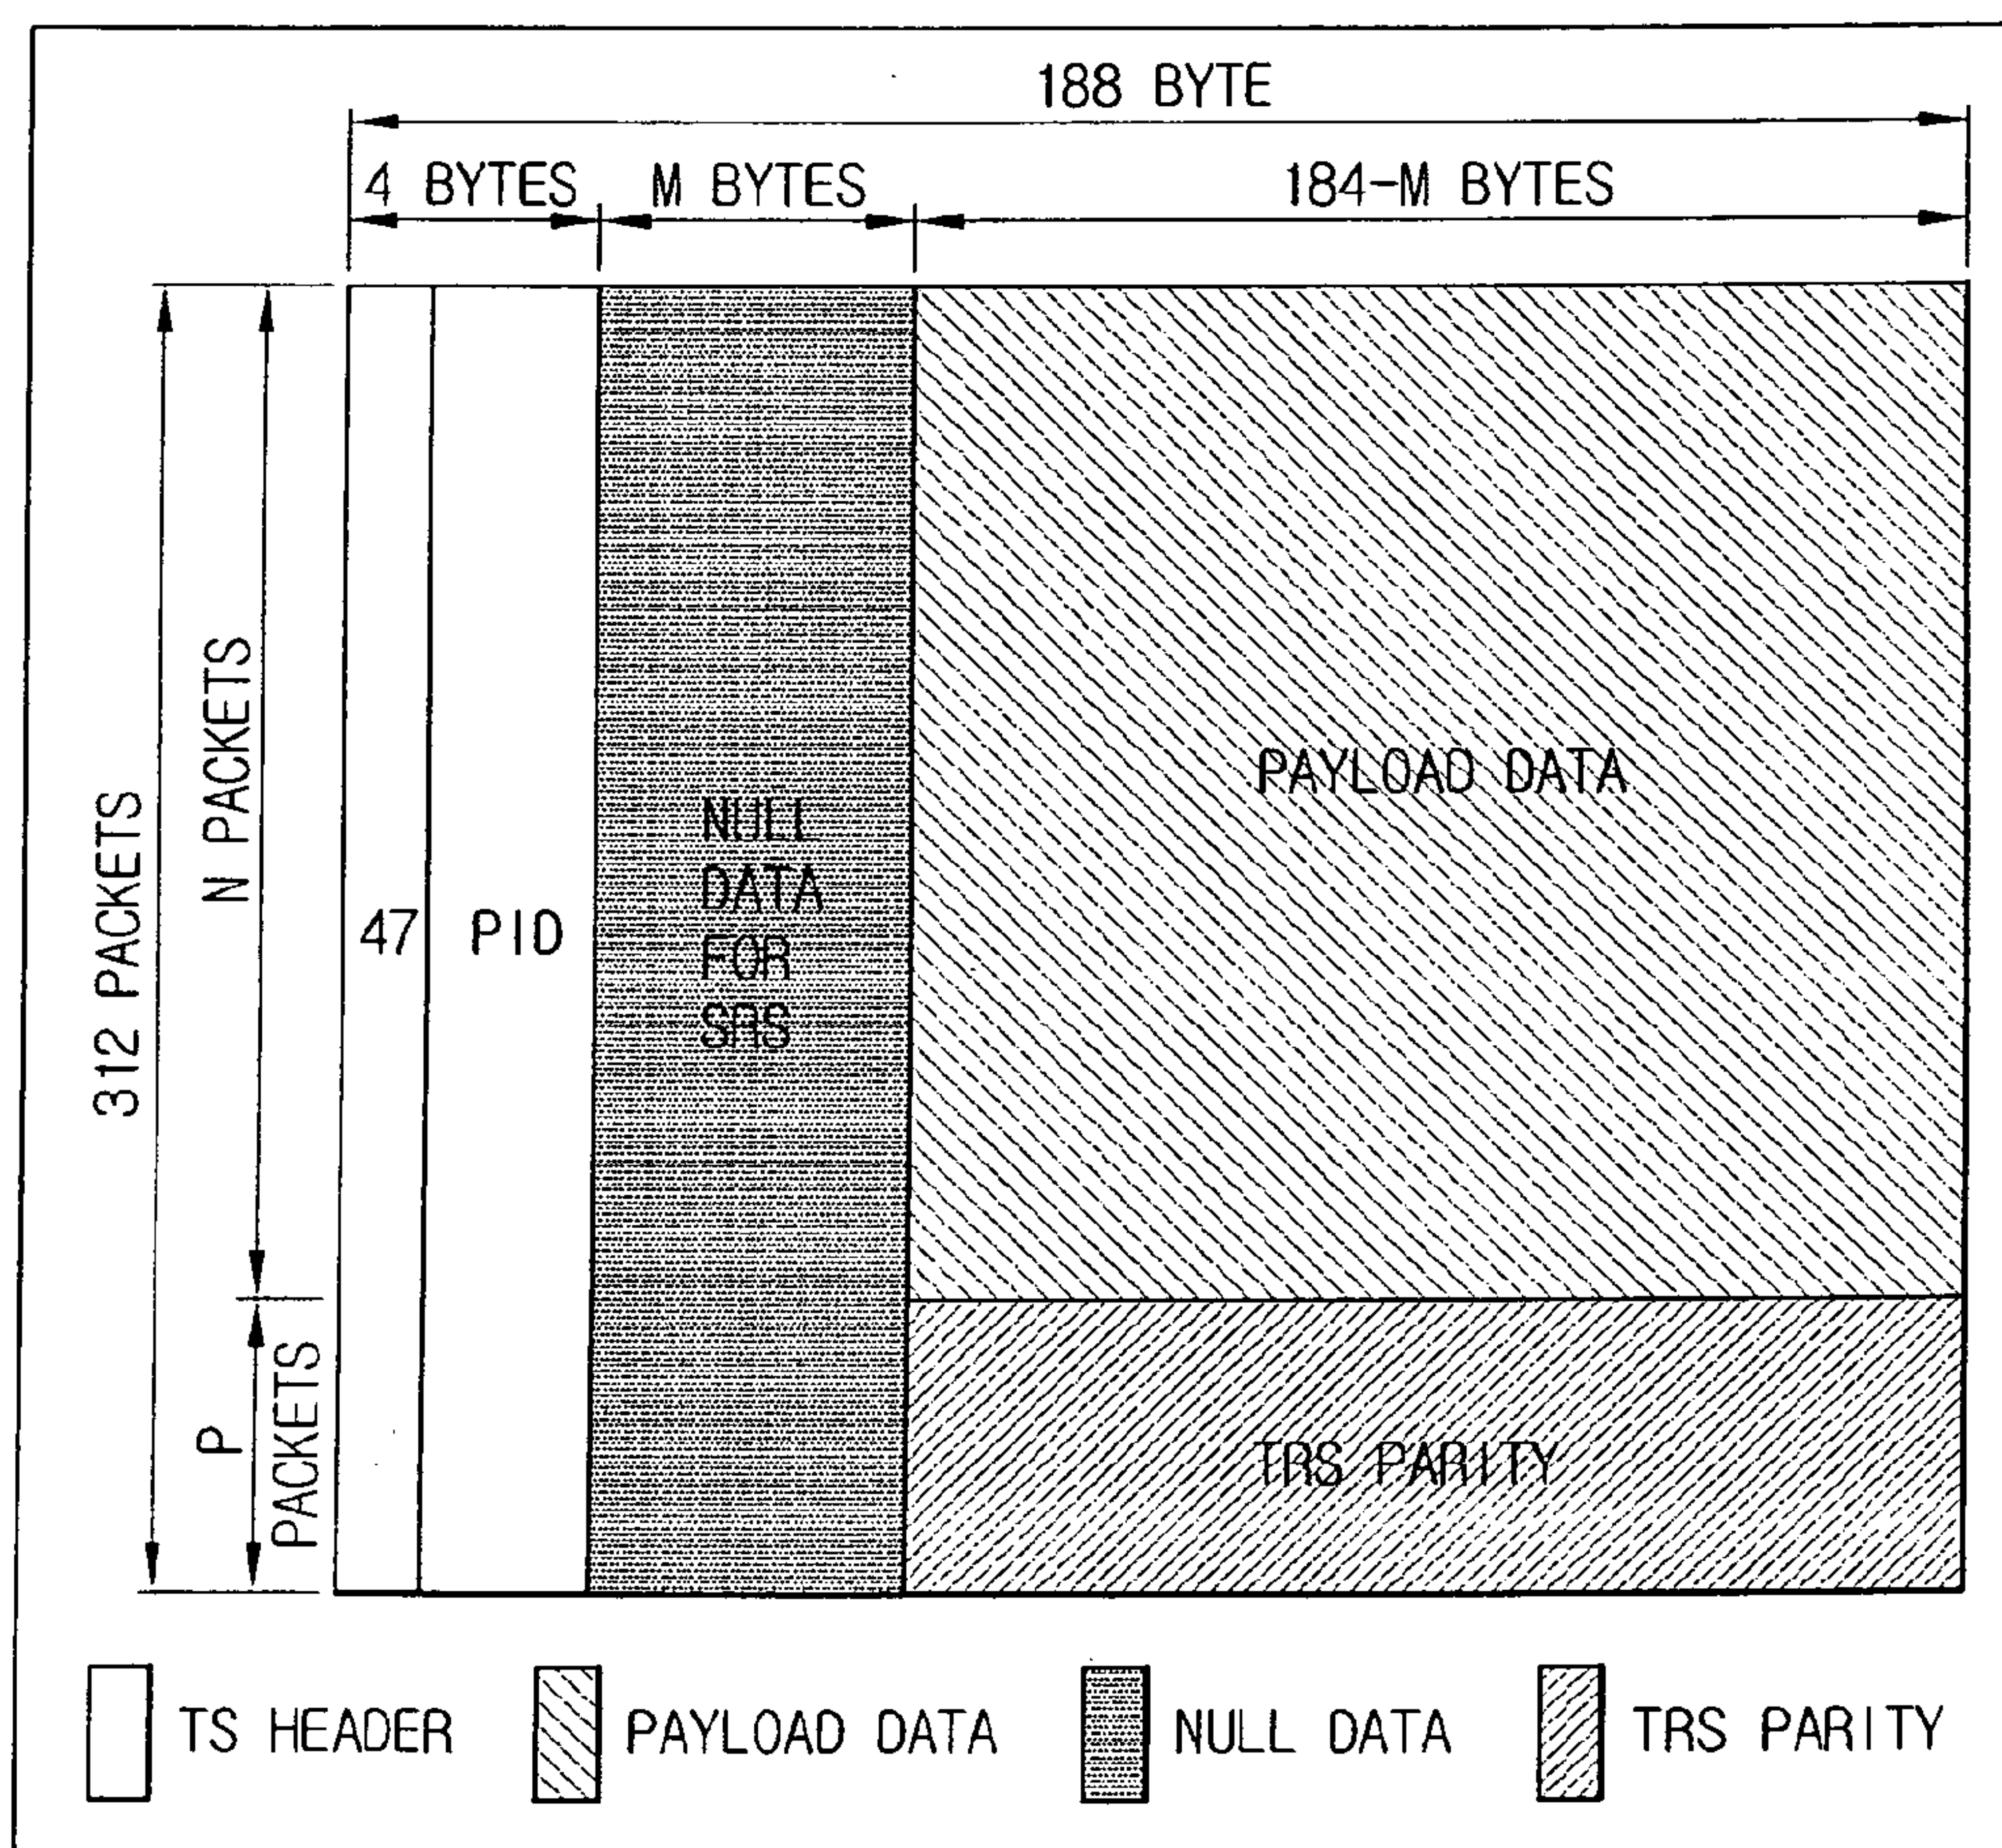 188 BYTE
4 BYTES
M BYTES
184-M BYTES
312 PACKETS
N PACKETS
P
PACKETS
47
PID
NULL
DATA
FOR
SRS
PAYLOAD DATA
TRS PARITY
TS HEADER
PAYLOAD DATA
NULL DATA
TRS PARITY